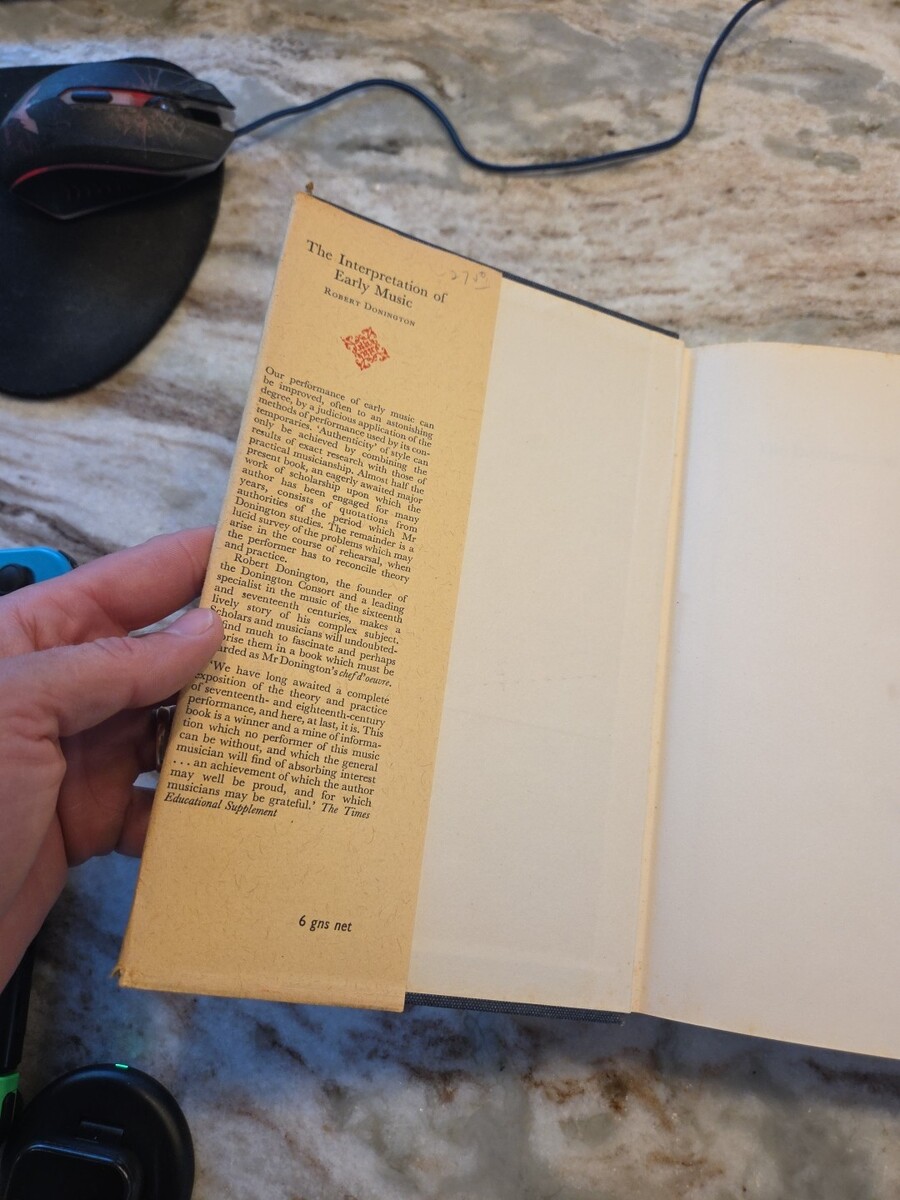 The Interpretation of
Early Music
ROBERT DONINGTON
Our performance of early music can
be improved, often to an astonishing
degree, by a judicious application of the
methods of performance used by its con-
temporaries. 'Authenticity' of style can
only be achieved by combining the
results of exact research with those of
practical musicianship. Almost half the
present book, an eagerly awaited major
work of scholarship upon which the
author has been engaged for many
years, consists of quotations from
authorities of the period which Mr
Donington studies. The remainder is a
lucid survey of the problems which may
arise in the course of rehearsal, when
the performer has to reconcile theory
and practice.
Robert Donington, the founder of
the Donington Consort and a leading
specialist in the music of the sixteenth
and seventeenth centuries, makes a
lively story of his complex subject.
Scholars and musicians will undoubted-
find much to fascinate and perhaps
prise them in a book which must be
arded as Mr Donington's chef d'oeuvre.
'We have long awaited a complete
exposition of the theory and practice
of seventeenth- and eighteenth-century
performance, and here, at last, it is. This
book is a winner and a mine of informa-
tion which no performer of this music
can be without, and which the general
musician will find of absorbing interest
. . . an achievement of which the author
may well be proud, and for which
musicians may be grateful.' The Times
Educational Supplement
6 gns net